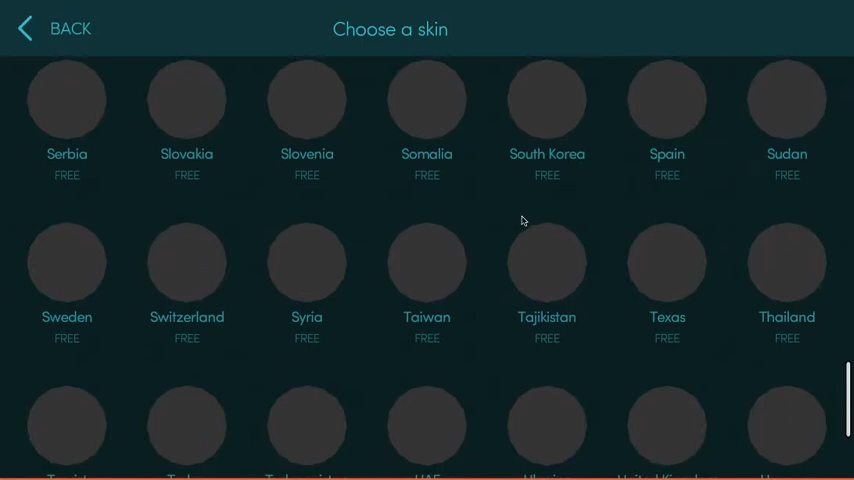 BACK
Choose a skin
Serbia Slovakia Slovenia Somalia South Korea Spain Sudan
FREE FREE FREE FREE FREE FREE FREE
Sweden Switzerland Syria Taiwan Tajikistan Texas Thailand
FREE FREE FREE FREE FREE FREE FREE